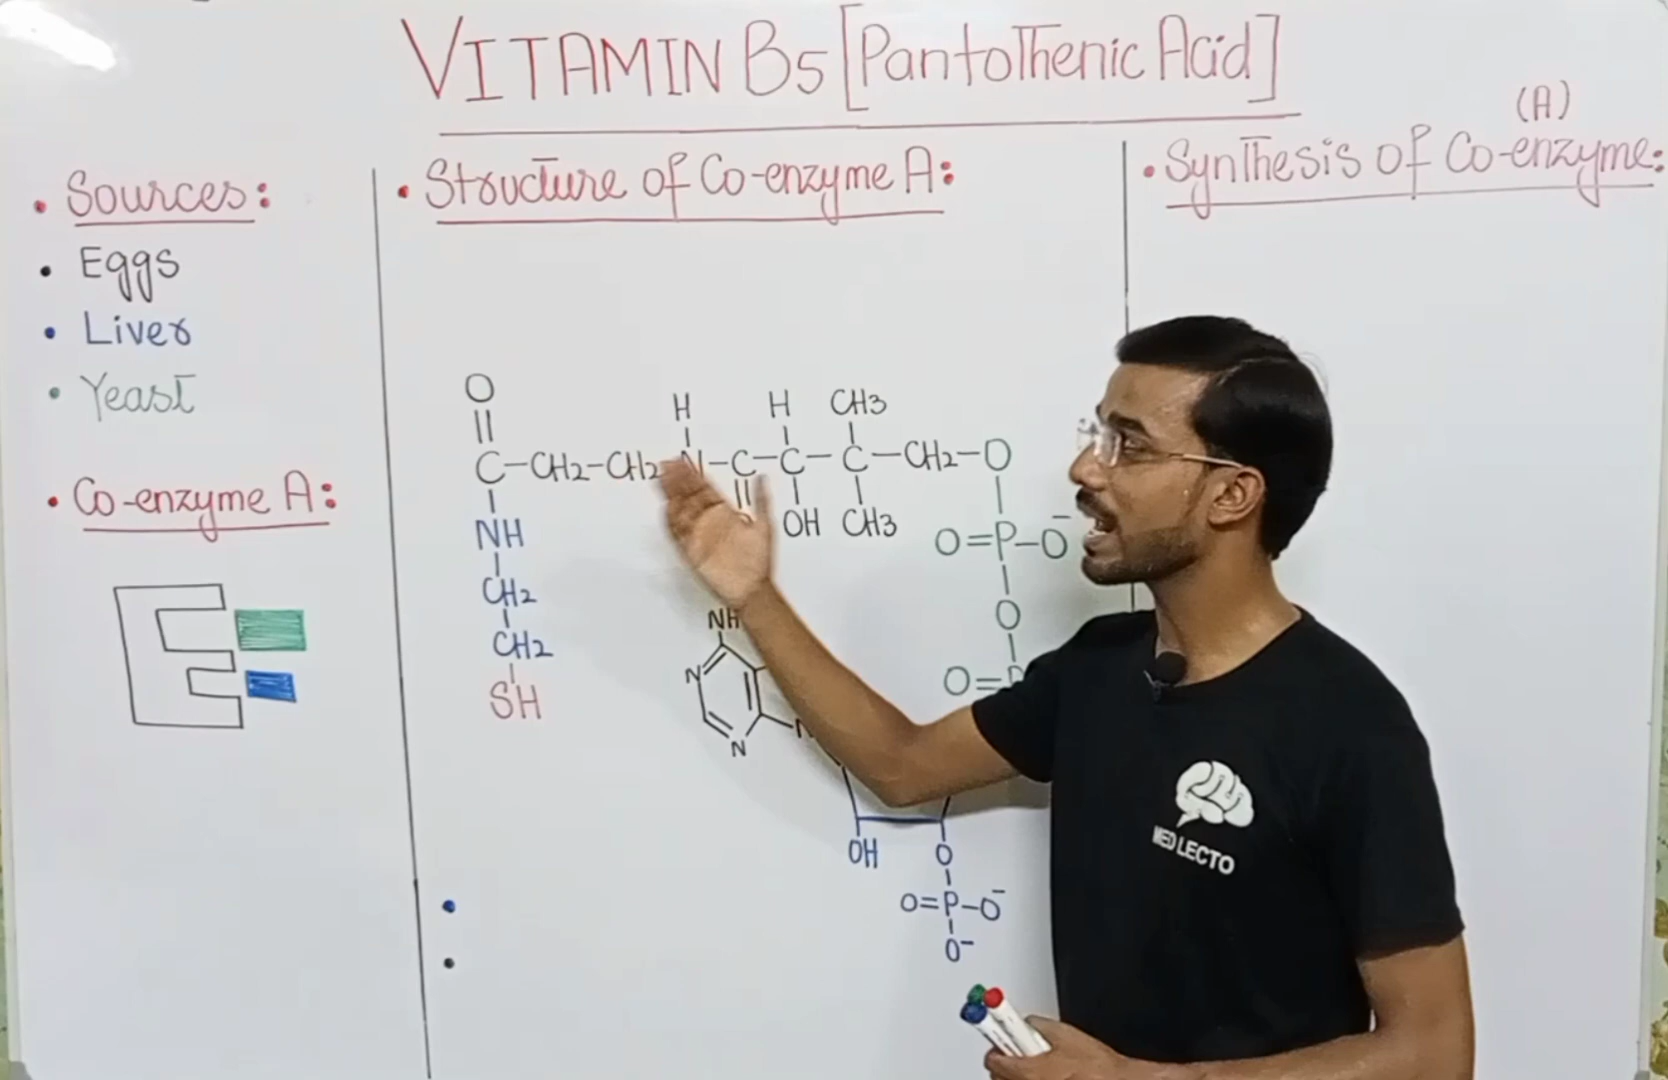 VITAMIN B5 [Pantothenic Acid]
• Sources:
• Eggs
• Liver
• Yeast
• Co-enzyme A:
• Structure of Co-enzyme A:
O
H H CH3
C-CH2-CH2-N-C-C-C-CH2-O
OH CH3
NH
CH2
CH2
SH
O=P-O⁻
O
O=P
NH
N
N
N
OH O
O=P-O⁻
O⁻
(A)
• Synthesis of Co-enzyme:
MED LECTO